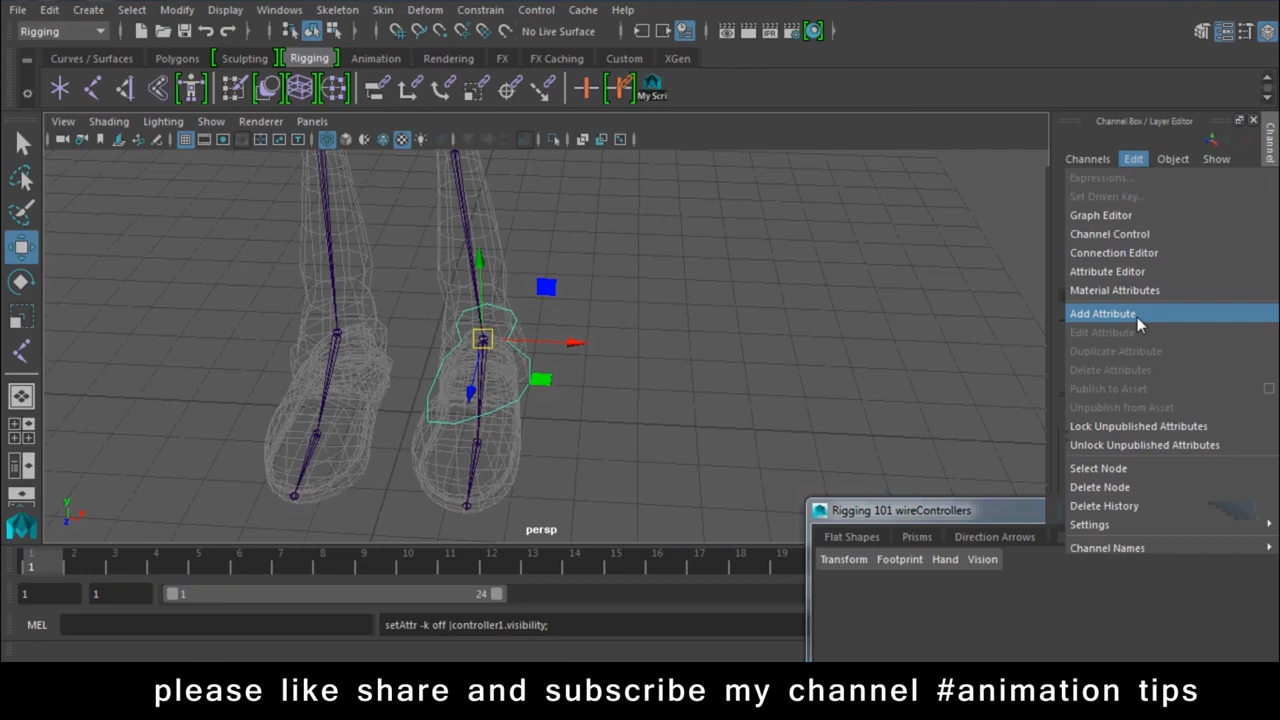 File Edit Create Select Modify Display Windows Skeleton Skin Deform Constrain Control Cache Help
Rigging No Live Surface
Curves / Surfaces Polygons Sculpting Rigging Animation Rendering FX FX Caching Custom XGen
My Scri
View Shading Lighting Show Renderer Panels
Channel Box / Layer Editor
Channel
Channels Edit Object Show
Expressions...
Set Driven Key...
Graph Editor
Channel Control
Connection Editor
Attribute Editor
Material Attributes
Add Attribute
Edit Attribute
Duplicate Attribute
Delete Attributes
Publish to Asset
Unpublish from Asset
Lock Unpublished Attributes
Unlock Unpublished Attributes
Select Node
Delete Node
Delete History
Settings
Channel Names
y
z
persp
Rigging 101 wireControllers
Flat Shapes Prisms Direction Arrows
Transform Footprint Hand Vision
1 2 3 4 5 6 7 8 9 10 11 12 13 14 15 16 17 18 19
1
1 1 1 24
MEL setAttr -k off |controller1.visibility;
please like share and subscribe my channel #animation tips